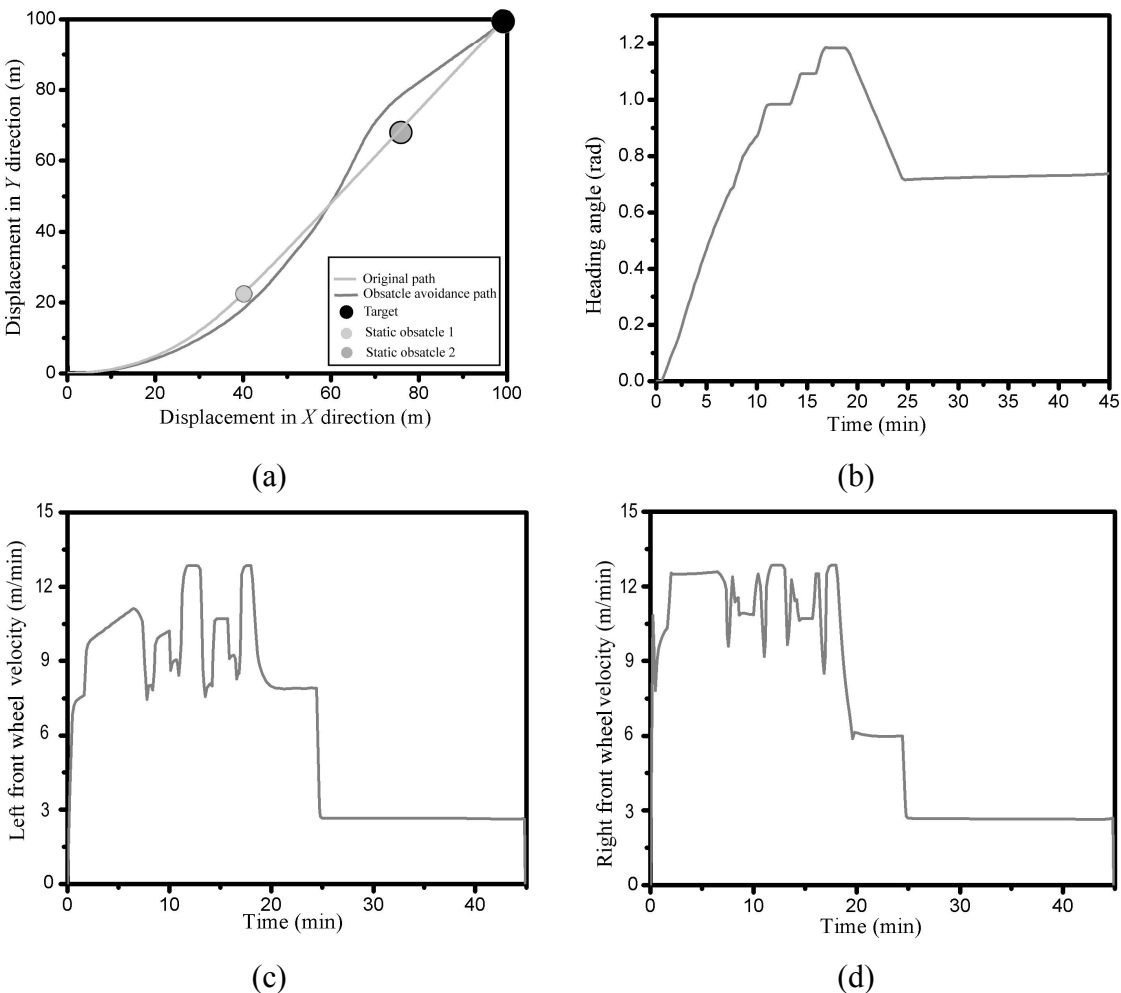 100
80
60
40
20
0
Displacement in Y direction (m)
Original path
Obsatcle avoidance path
Target
Static obsatcle 1
Static obsatcle 2
0 20 40 60 80 100
Displacement in X direction (m)
(a)
1.2
1.0
0.8
0.6
0.4
0.2
0.0
Heading angle (rad)
0 5 10 15 20 25 30 35 40 45
Time (min)
(b)
15
12
9
6
3
0
Left front wheel velocity (m/min)
0 10 20 30 40
Time (min)
(c)
15
12
9
6
3
0
Right front wheel velocity (m/min)
0 10 20 30 40
Time (min)
(d)